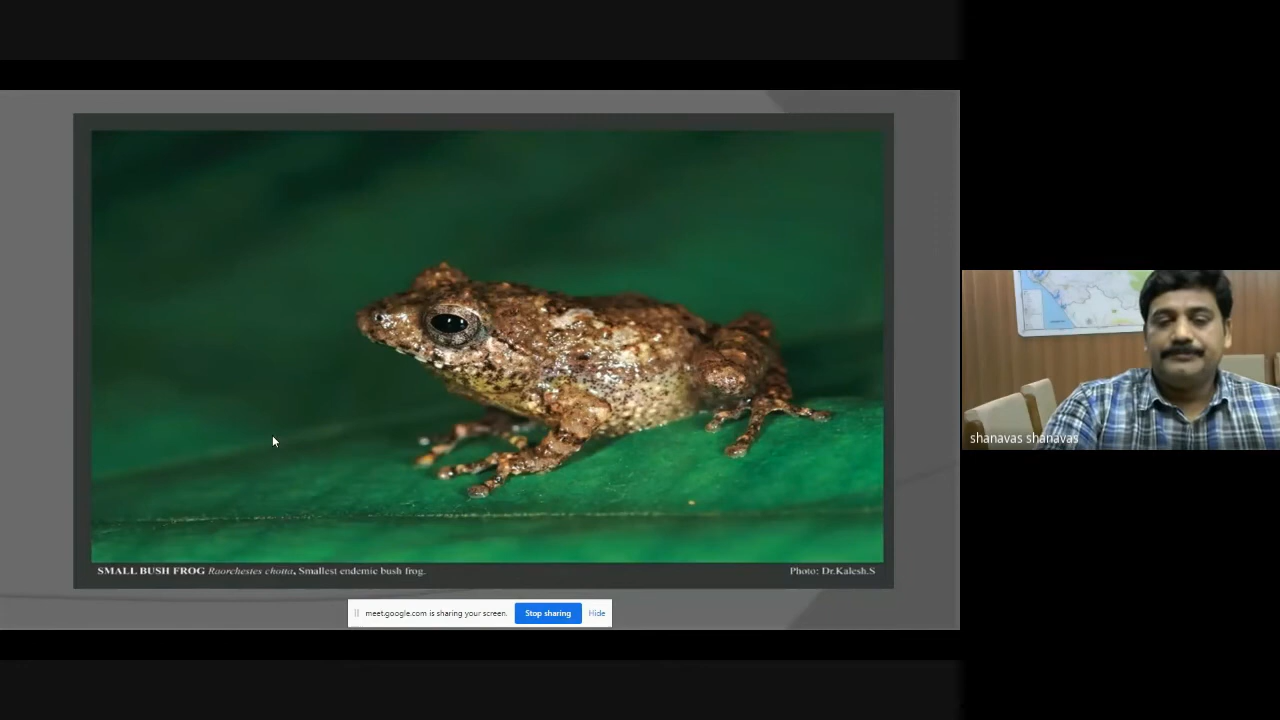 SMALL BUSH FROG Raorchestes chotta, Smallest endemic bush frog.
Photo: Dr.Kalesh.S
meet.google.com is sharing your screen.
Stop sharing
Hide
shanavas shanavas